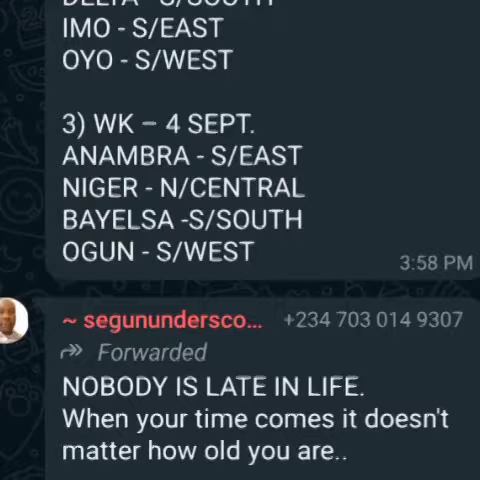 IMO - S/EAST
OYO - S/WEST
3) WK – 4 SEPT.
ANAMBRA - S/EAST
NIGER - N/CENTRAL
BAYELSA -S/SOUTH
OGUN - S/WEST
3:58 PM
~ segunundersco... +234 703 014 9307
Forwarded
NOBODY IS LATE IN LIFE.
When your time comes it doesn't
matter how old you are..